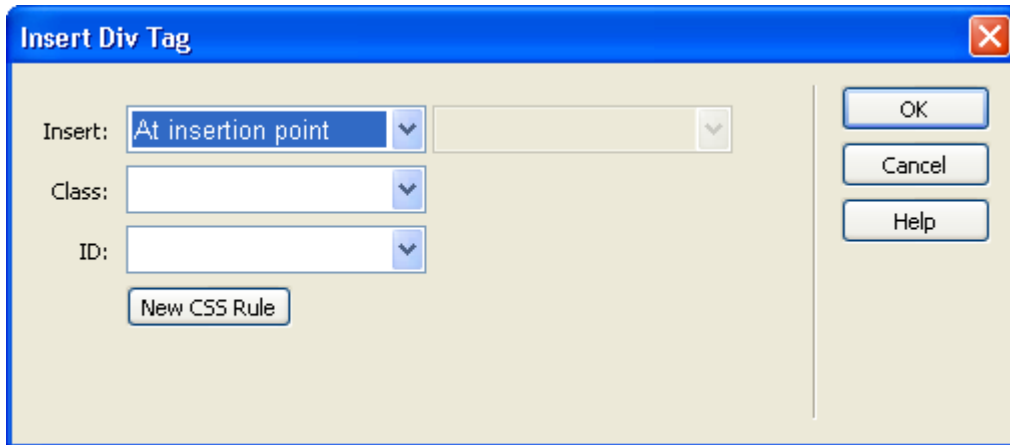 Insert Div Tag
Insert: At insertion point
Class:
ID:
New CSS Rule
OK
Cancel
Help